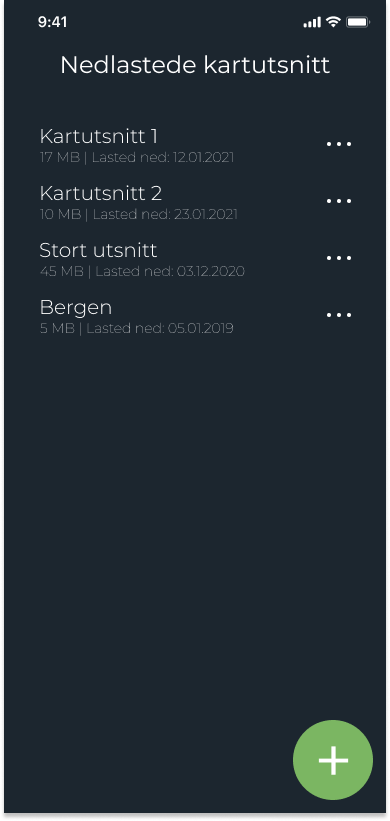 9:41
Nedlastede kartutsnitt
Kartutsnitt 1
17 MB | Lasted ned: 12.01.2021
Kartutsnitt 2
10 MB | Lasted ned: 23.01.2021
Stort utsnitt
45 MB | Lasted ned: 03.12.2020
Bergen
5 MB | Lasted ned: 05.01.2019